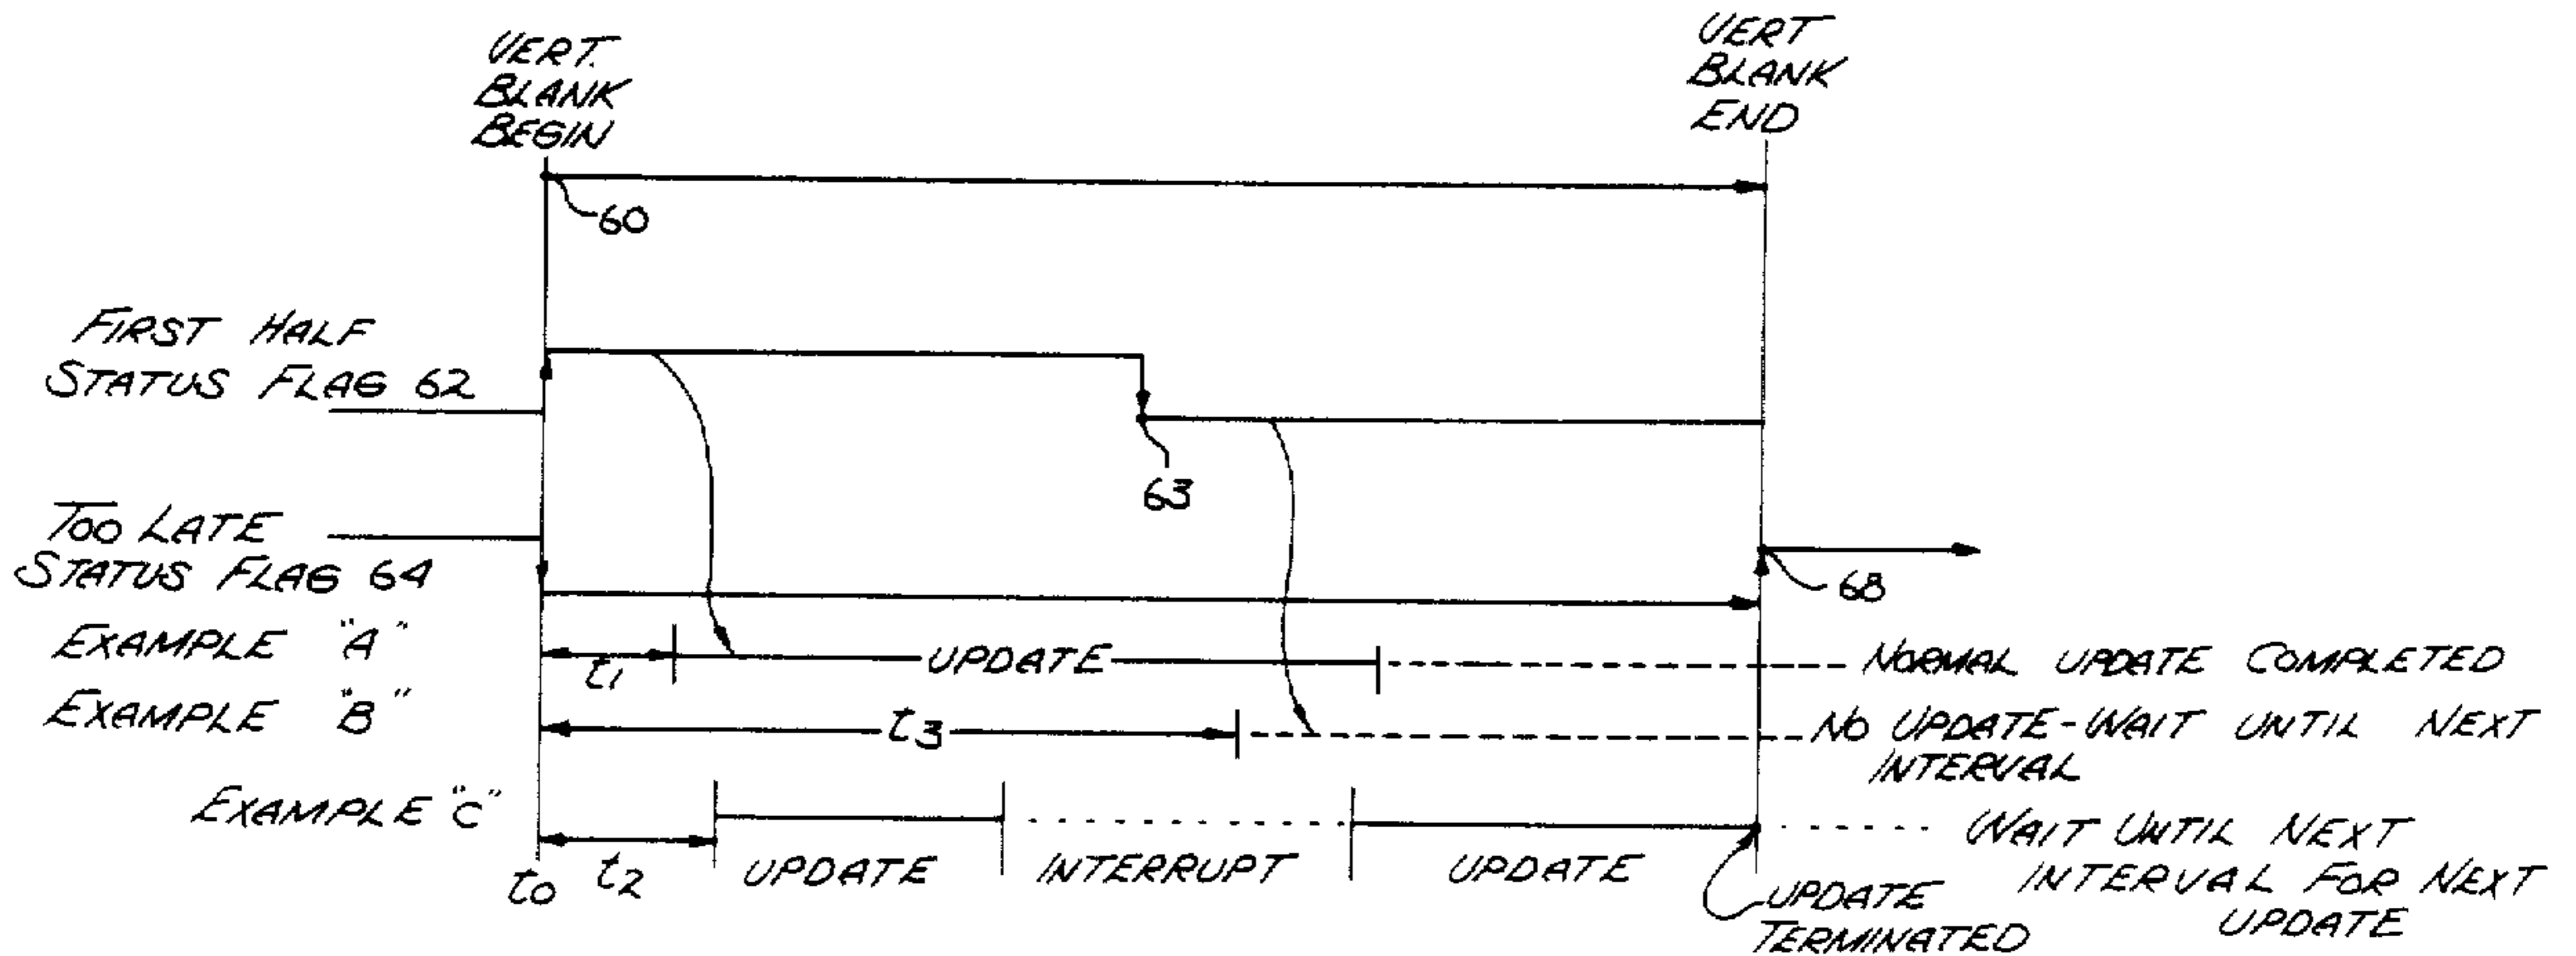 VERT.
BLANK
BEGIN
VERT
BLANK
END
60
FIRST HALF
STATUS FLAG 62
63
TOO LATE
STATUS FLAG 64
68
EXAMPLE "A"
t1
UPDATE
NORMAL UPDATE COMPLETED
EXAMPLE "B"
t3
NO UPDATE-WAIT UNTIL NEXT
INTERVAL
EXAMPLE "C"
t0
t2
UPDATE
INTERRUPT
UPDATE
UPDATE
TERMINATED
WAIT UNTIL NEXT
INTERVAL FOR NEXT
UPDATE